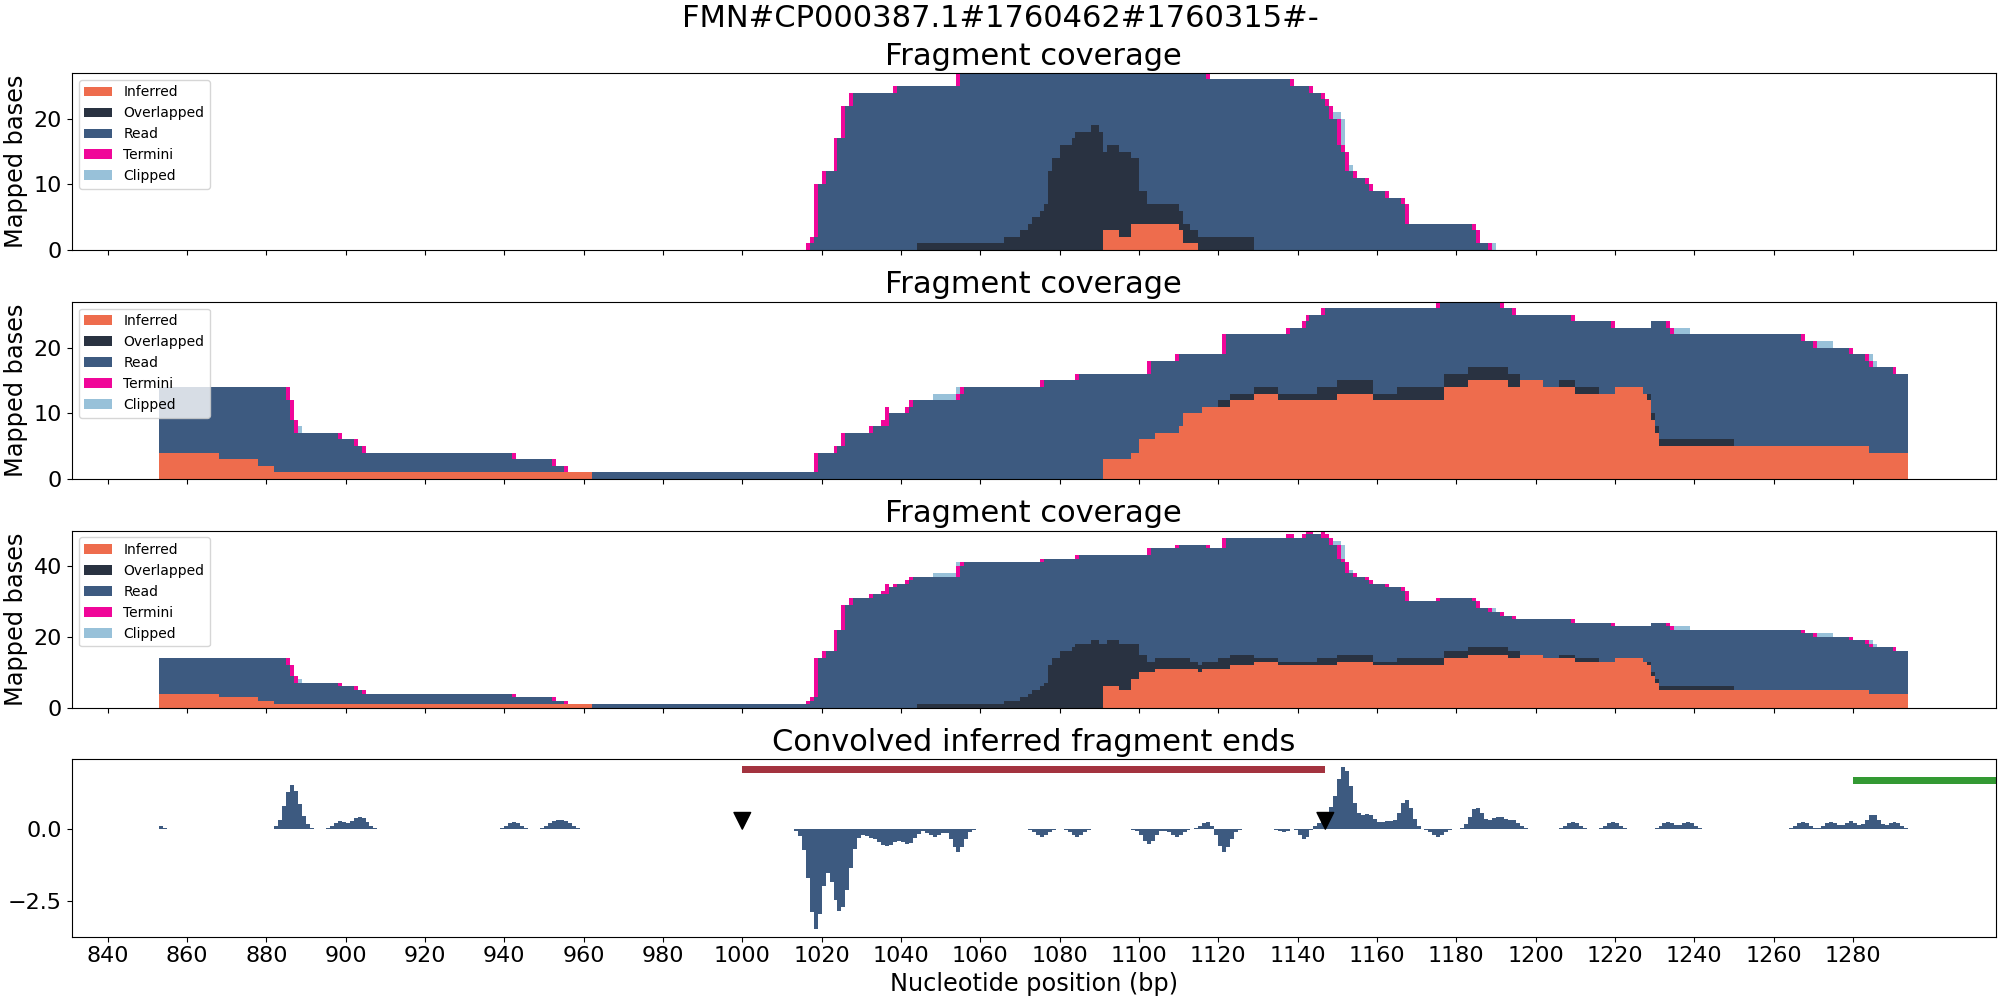 FMN#CP000387.1#1760462#1760315#-
Fragment coverage
Mapped bases
20
10
0
Inferred
Overlapped
Read
Termini
Clipped
Fragment coverage
Mapped bases
20
10
0
Inferred
Overlapped
Read
Termini
Clipped
Fragment coverage
Mapped bases
40
20
0
Inferred
Overlapped
Read
Termini
Clipped
Convolved inferred fragment ends
0.0
−2.5
840 860 880 900 920 940 960 980 1000 1020 1040 1060 1080 1100 1120 1140 1160 1180 1200 1220 1240 1260 1280
Nucleotide position (bp)